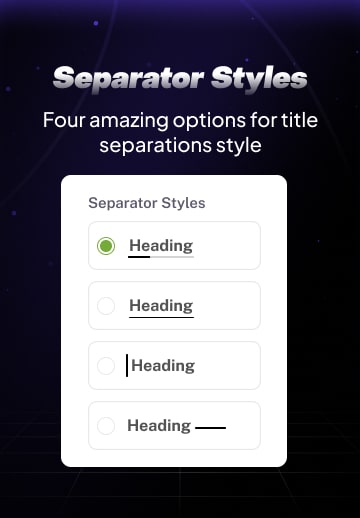 Separator Styles
Four amazing options for title
separations style
Separator Styles
Heading
Heading
Heading
Heading